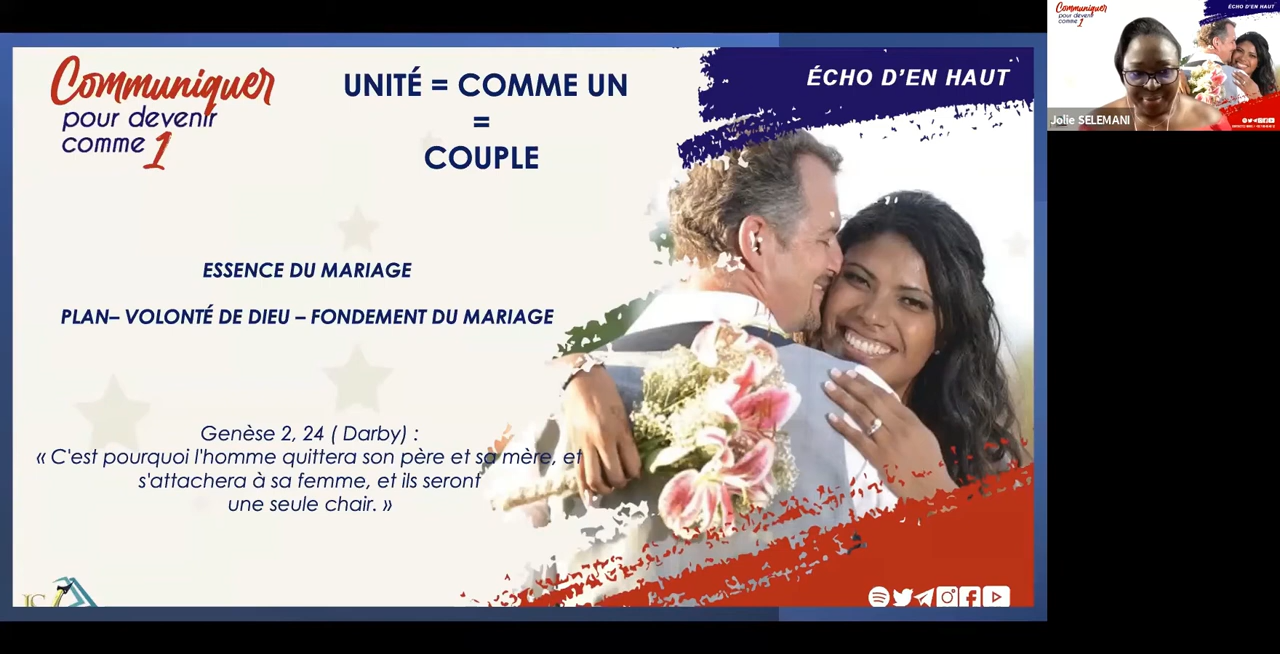 Communiquer
pour devenir
comme 1
UNITÉ = COMME UN
=
COUPLE
ÉCHO D'EN HAUT
ESSENCE DU MARIAGE
PLAN– VOLONTÉ DE DIEU – FONDEMENT DU MARIAGE
Genèse 2, 24 ( Darby) :
« C'est pourquoi l'homme quittera son père et sa mère, et
s'attachera à sa femme, et ils seront
une seule chair. »
Communiquer
pour devenir
comme 1
ÉCHO D'EN HAUT
Jolie SELEMANI